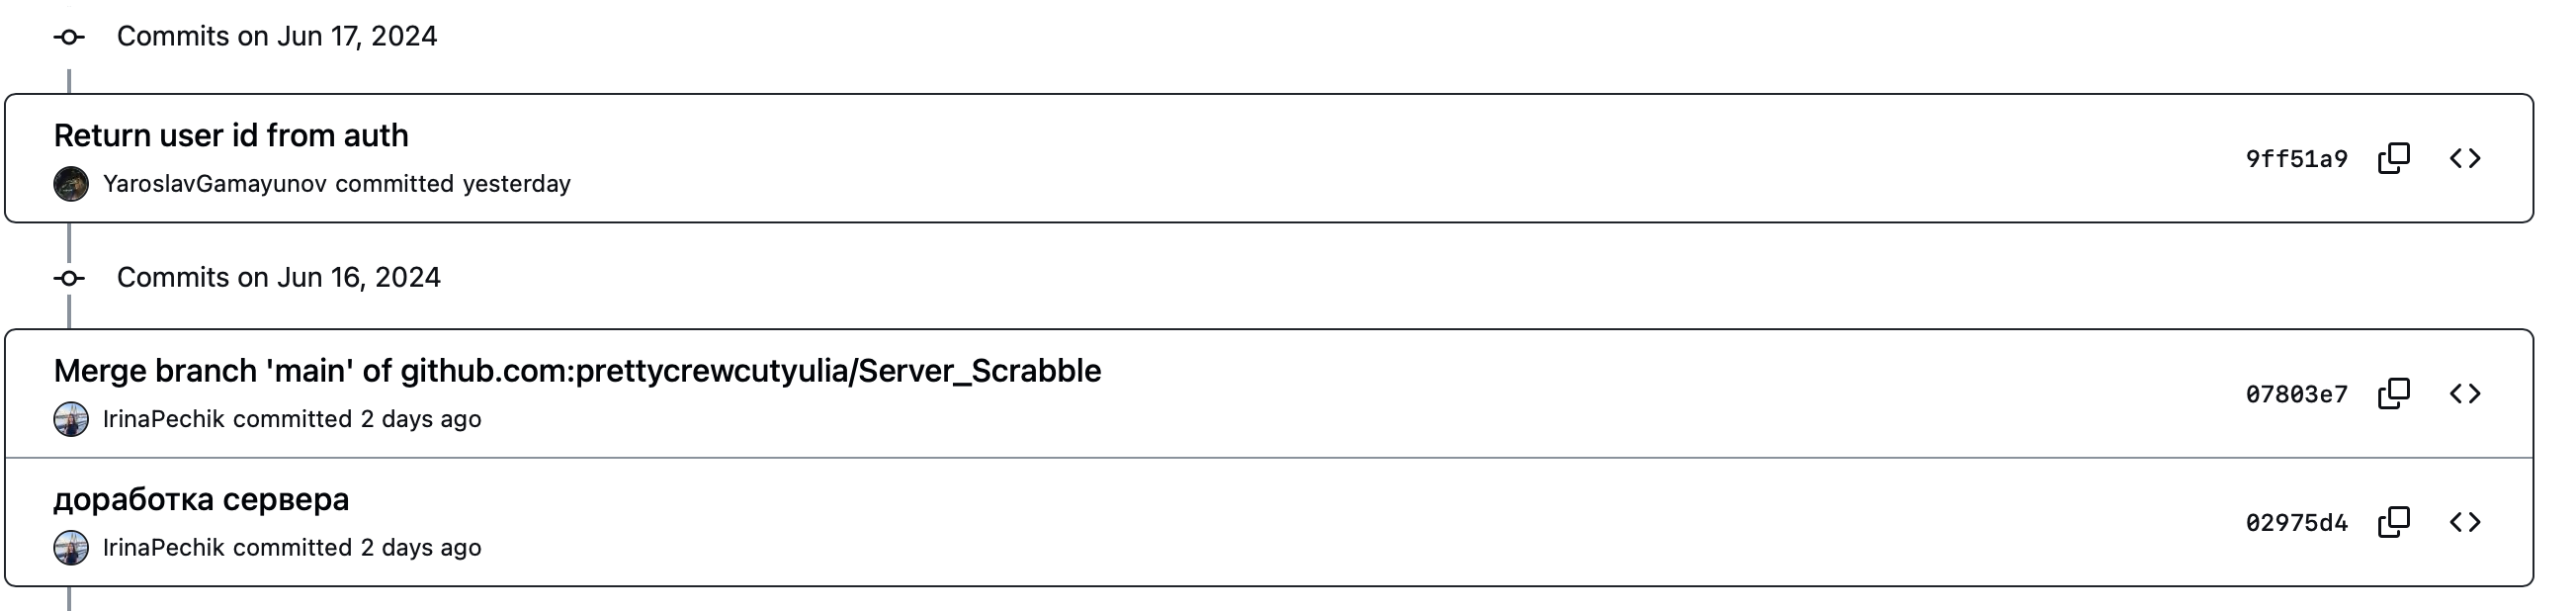 Commits on Jun 17, 2024
Return user id from auth
YaroslavGamayunov committed yesterday
9ff51a9
Commits on Jun 16, 2024
Merge branch 'main' of github.com:prettycrewcutyulia/Server_Scrabble
IrinaPechik committed 2 days ago
07803e7
доработка сервера
IrinaPechik committed 2 days ago
02975d4